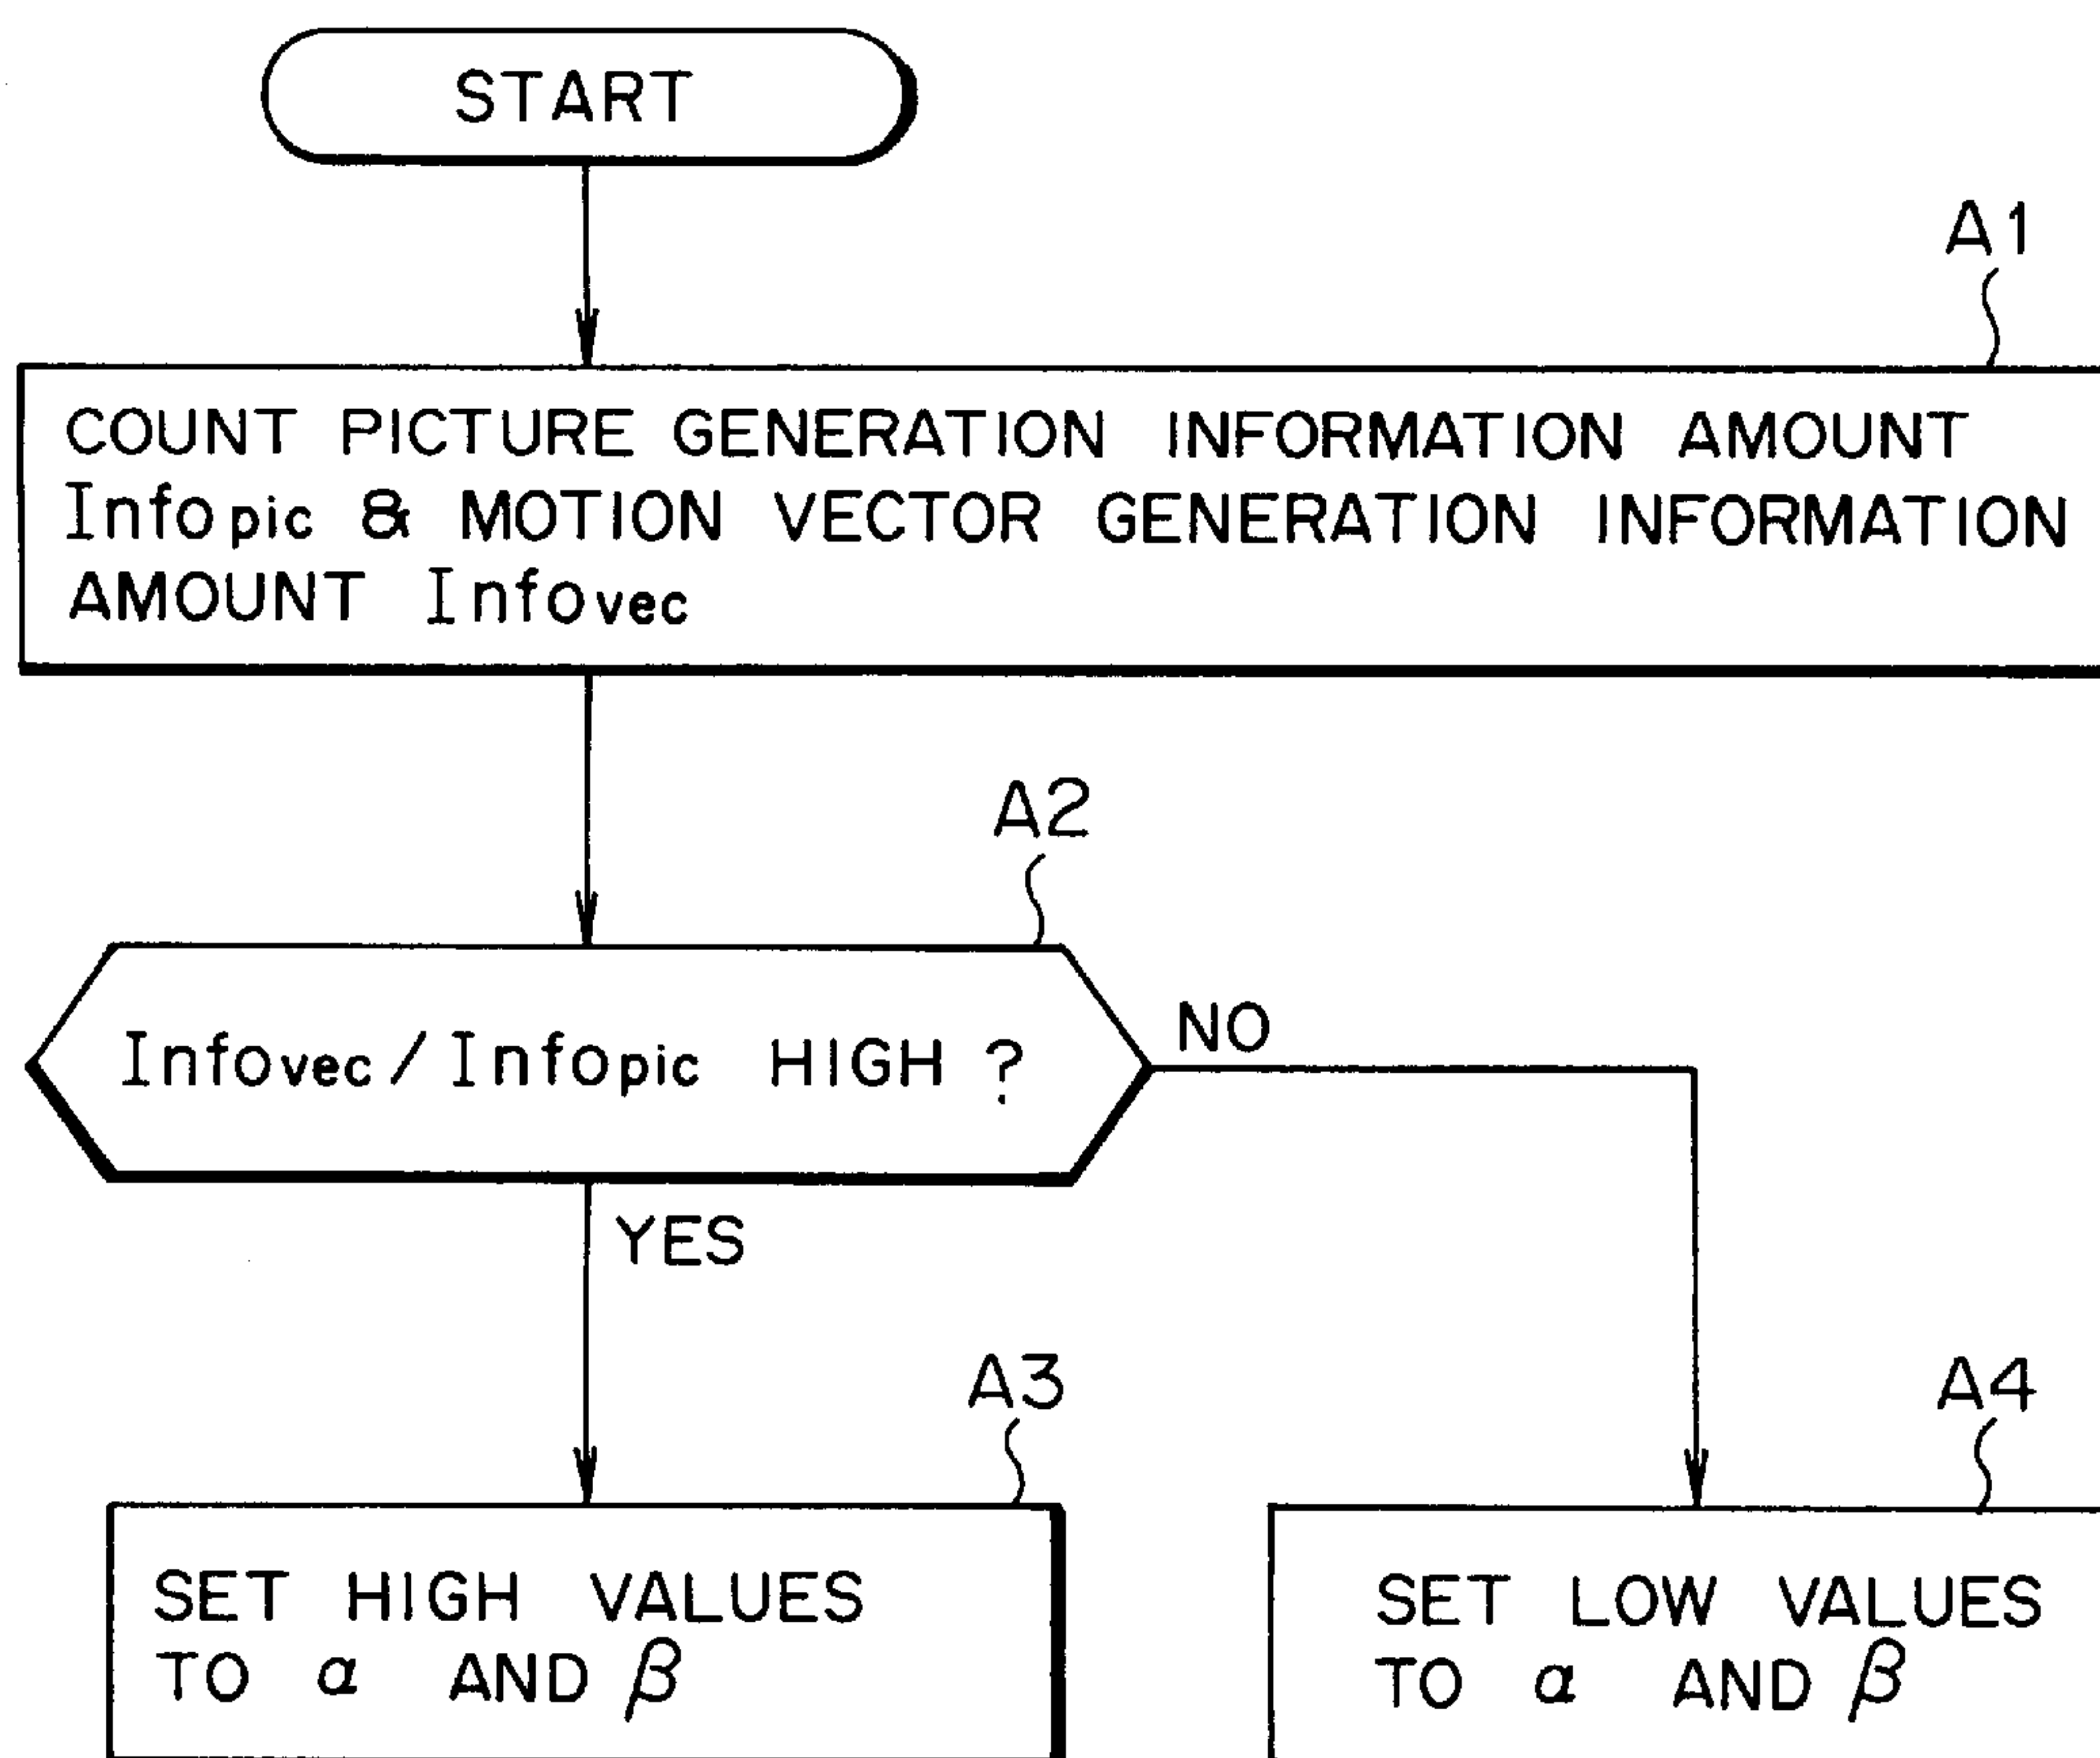 START
A1
COUNT PICTURE GENERATION INFORMATION AMOUNT
Infopic & MOTION VECTOR GENERATION INFORMATION
AMOUNT Infovec
A2
Infovec/Infopic HIGH ?
NO
YES
A3
SET HIGH VALUES
TO α AND β
A4
SET LOW VALUES
TO α AND β